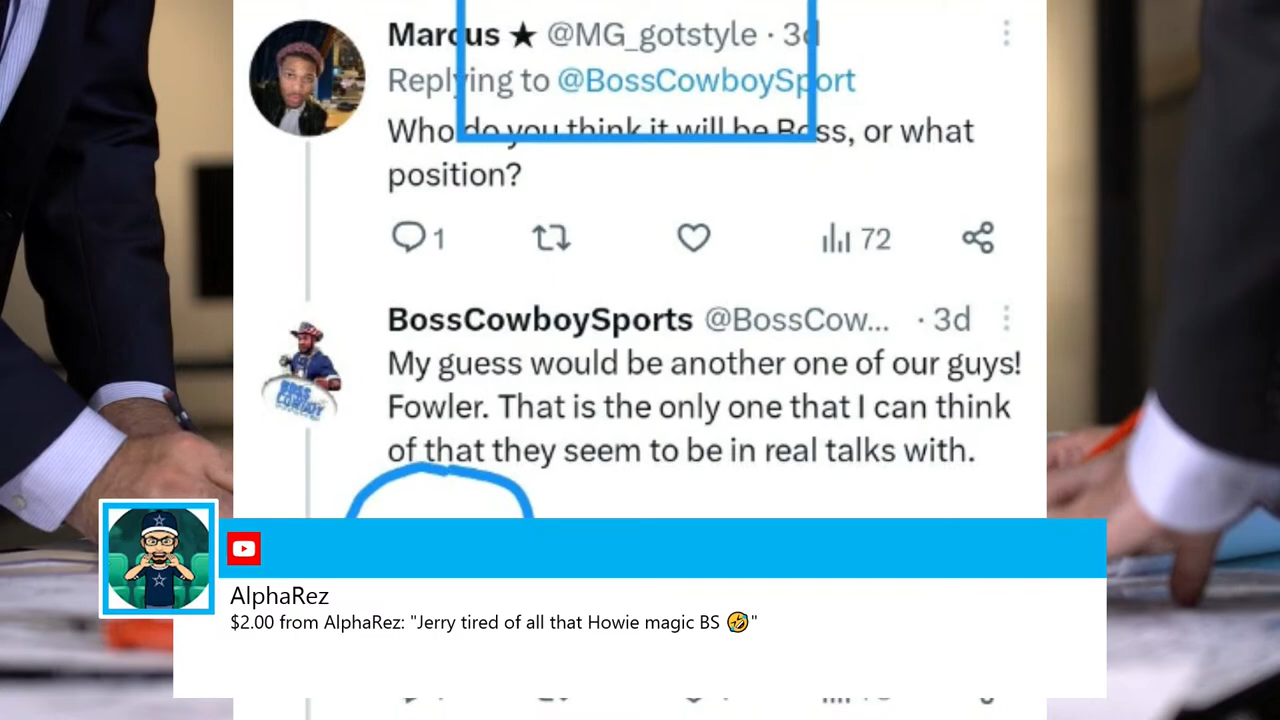 Marcus ★ @MG_gotstyle · 3d
Replying to @BossCowboySport
Who do you think it will be Boss, or what
position?
1
72
BossCowboySports @BossCow... · 3d
My guess would be another one of our guys!
Fowler. That is the only one that I can think
of that they seem to be in real talks with.
BOSS
COWBOY
AlphaRez
$2.00 from AlphaRez: "Jerry tired of all that Howie magic BS 🤣"